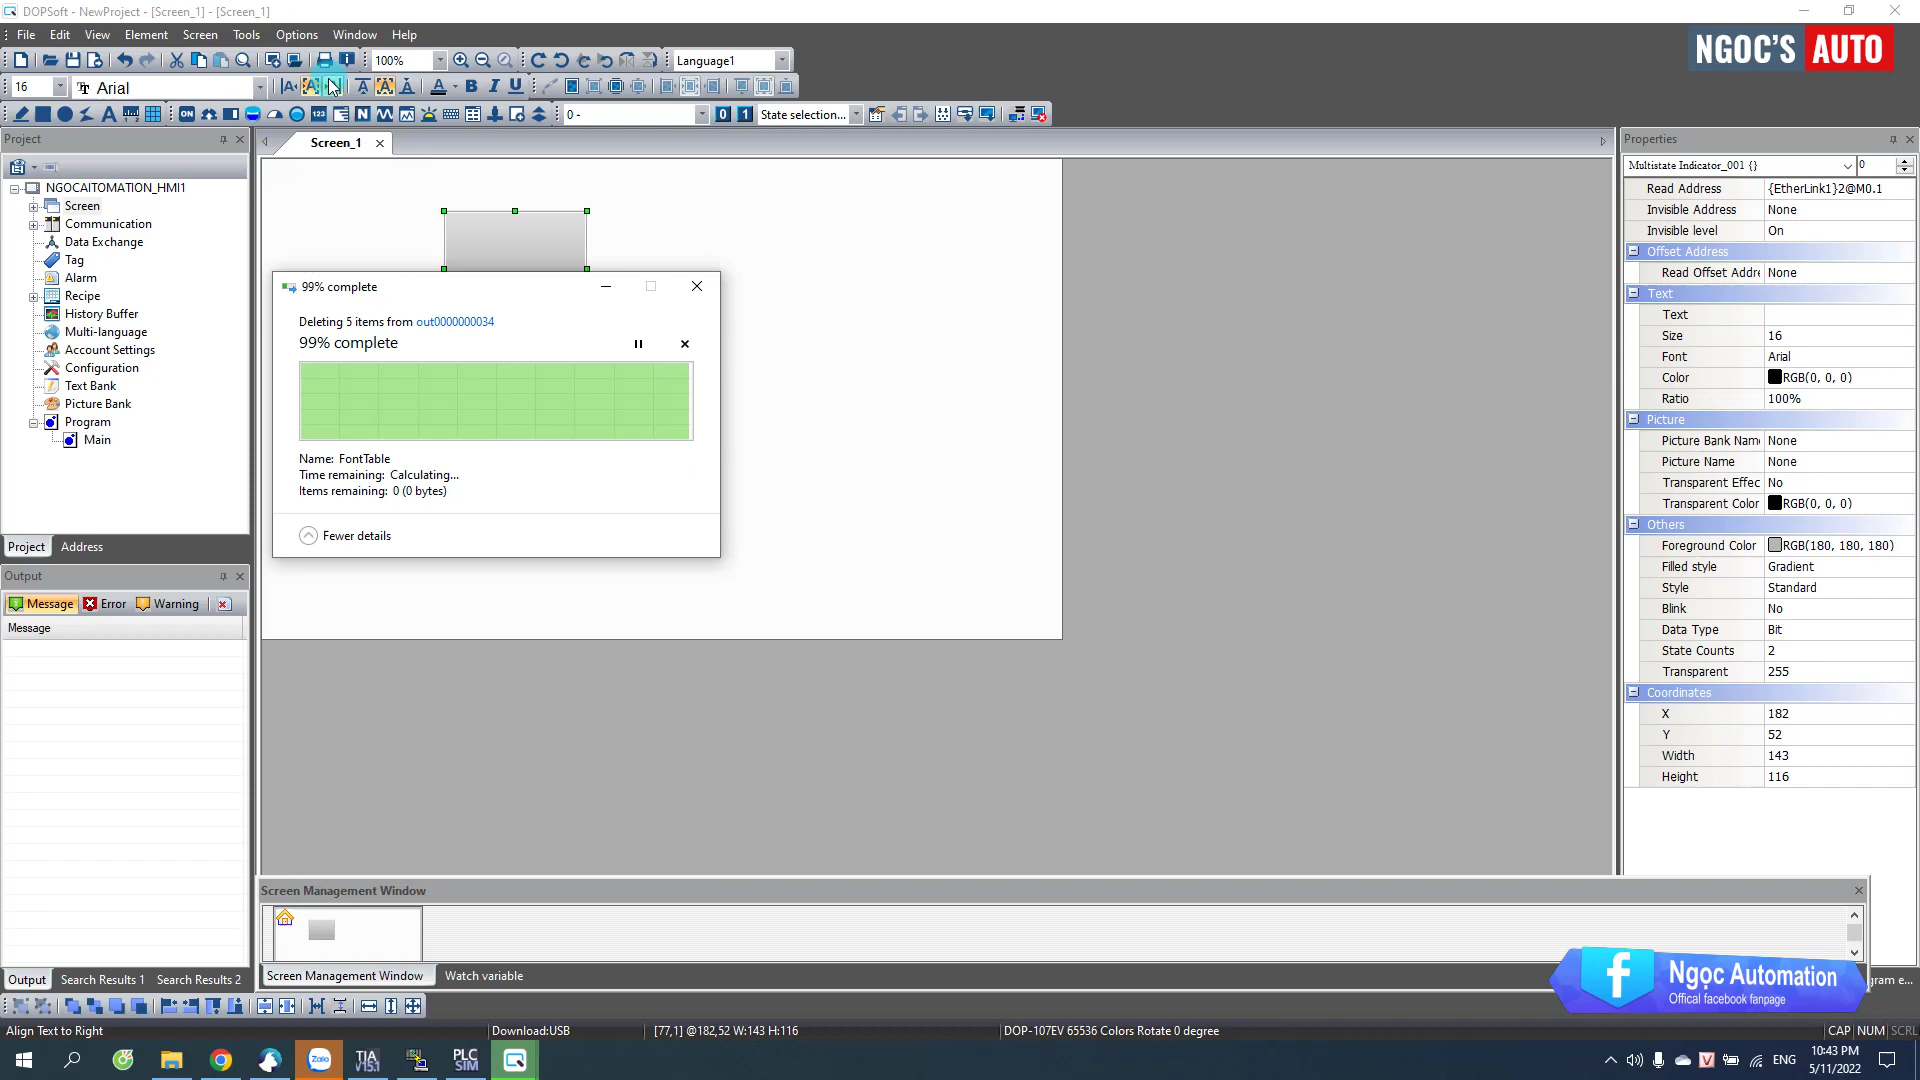 DOPSoft - NewProject - [Screen_1] - [Screen_1]
File Edit View Element Screen Tools Options Window Help
NGOC'S AUTO
100%
Language1
16
Arial
0 -
State selection...
Project
Screen_1
Properties
Multistate Indicator_001 {}
0
NGOCAITOMATION_HMI1
Screen
Communication
Data Exchange
Tag
Alarm
Recipe
History Buffer
Multi-language
Account Settings
Configuration
Text Bank
Picture Bank
Program
Main
Project Address
99% complete
Deleting 5 items from out0000000034
99% complete
Name: FontTable
Time remaining: Calculating...
Items remaining: 0 (0 bytes)
Fewer details
Read Address {EtherLink1}2@M0.1
Invisible Address None
Invisible level On
Offset Address
Read Offset Addre None
Text
Text
Size 16
Font Arial
Color RGB(0, 0, 0)
Ratio 100%
Picture
Picture Bank Name None
Picture Name None
Transparent Effec No
Transparent Color RGB(0, 0, 0)
Others
Foreground Color RGB(180, 180, 180)
Filled style Gradient
Style Standard
Blink No
Data Type Bit
State Counts 2
Transparent 255
Coordinates
X 182
Y 52
Width 143
Height 116
Output
Message Error Warning
Message
Screen Management Window
Screen Management Window Watch variable
Output Search Results 1 Search Results 2
Ngọc Automation
Offical facebook fanpage
gram e...
Align Text to Right
Download:USB
[77,1] @182,52 W:143 H:116
DOP-107EV 65536 Colors Rotate 0 degree
CAP NUM SCRL
Zalo
TIA V15.1
PLC SIM
ENG
10:43 PM
5/11/2022